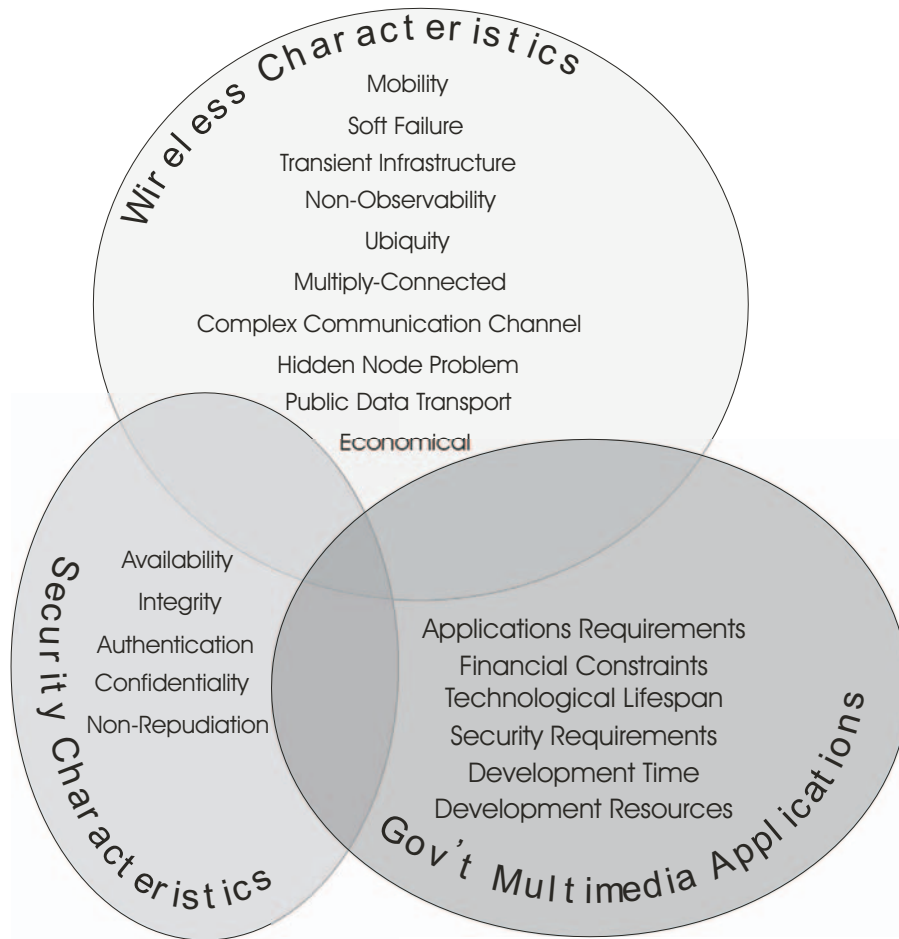 Wireless Characteristics
Mobility
Soft Failure
Transient Infrastructure
Non-Observability
Ubiquity
Multiply-Connected
Complex Communication Channel
Hidden Node Problem
Public Data Transport
Economical
Security Characteristics
Availability
Integrity
Authentication
Confidentiality
Non-Repudiation
Applications Requirements
Financial Constraints
Technological Lifespan
Security Requirements
Development Time
Development Resources
Gov't Multimedia Applications